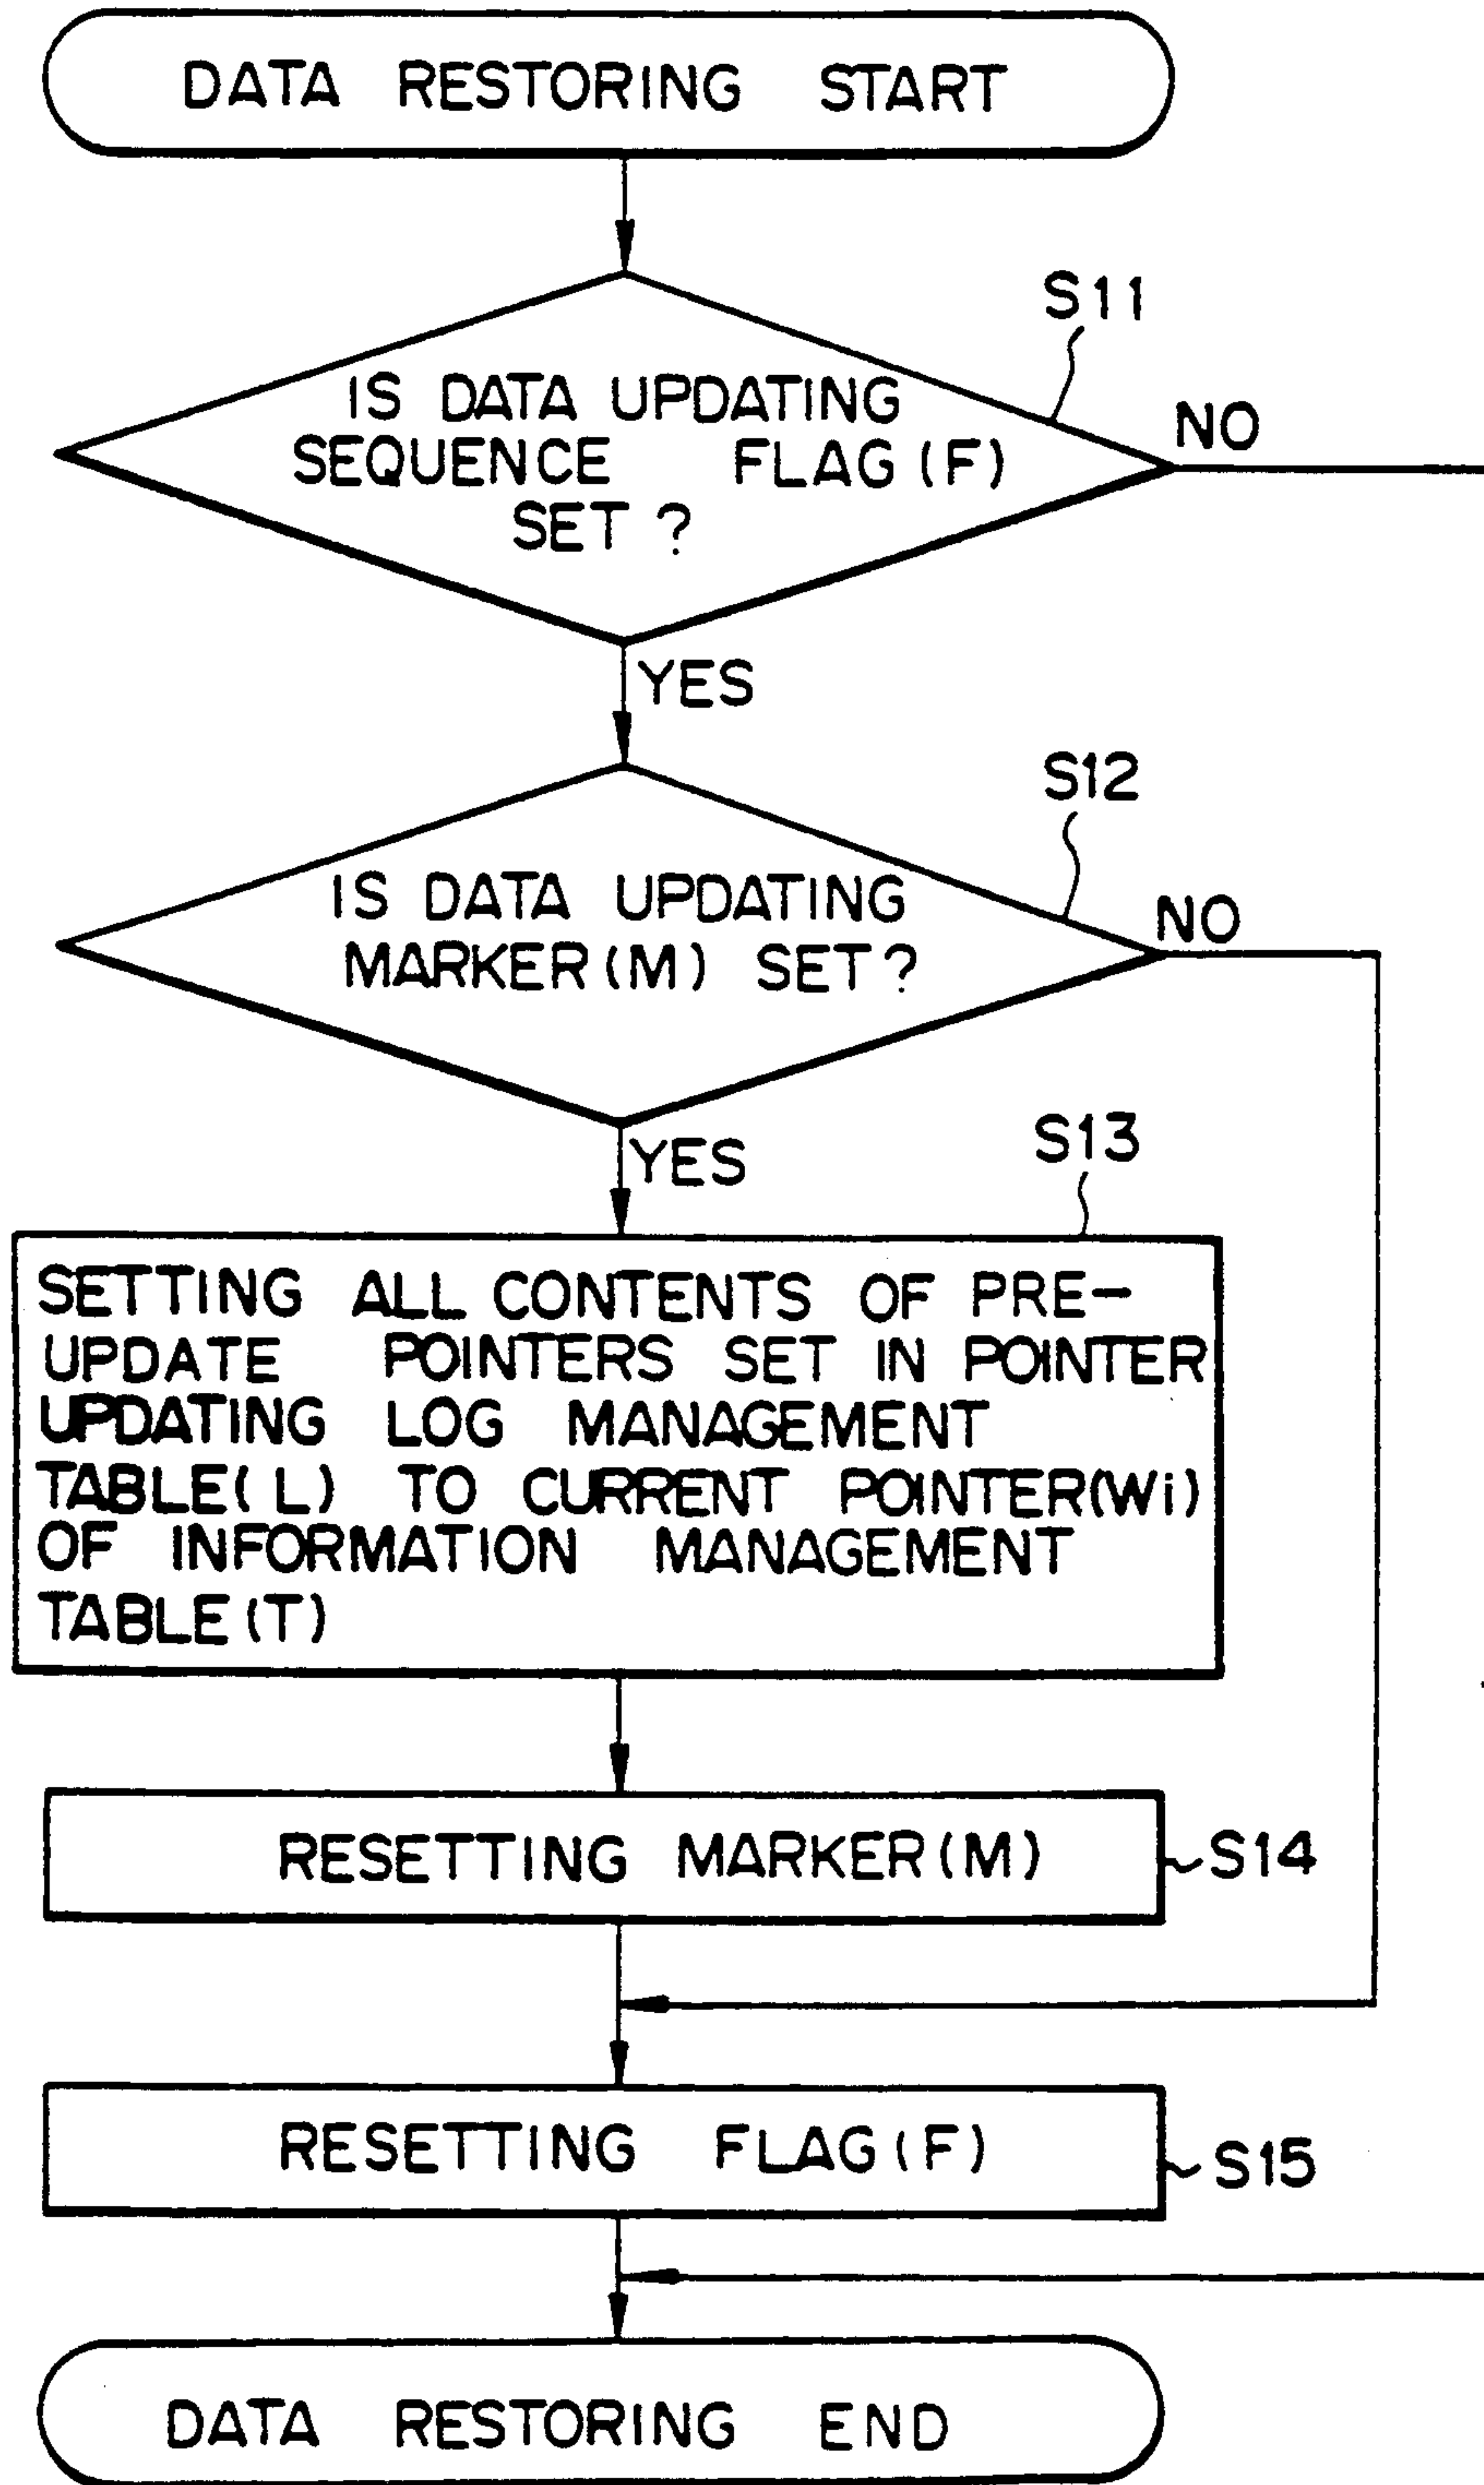 DATA RESTORING START
S11
IS DATA UPDATING
SEQUENCE FLAG(F)
SET?
NO
YES
S12
IS DATA UPDATING
MARKER(M) SET?
NO
YES
S13
SETTING ALL CONTENTS OF PRE-
UPDATE POINTERS SET IN POINTER
UPDATING LOG MANAGEMENT
TABLE(L) TO CURRENT POINTER(Wi)
OF INFORMATION MANAGEMENT
TABLE(T)
RESETTING MARKER(M)
S14
RESETTING FLAG(F)
S15
DATA RESTORING END